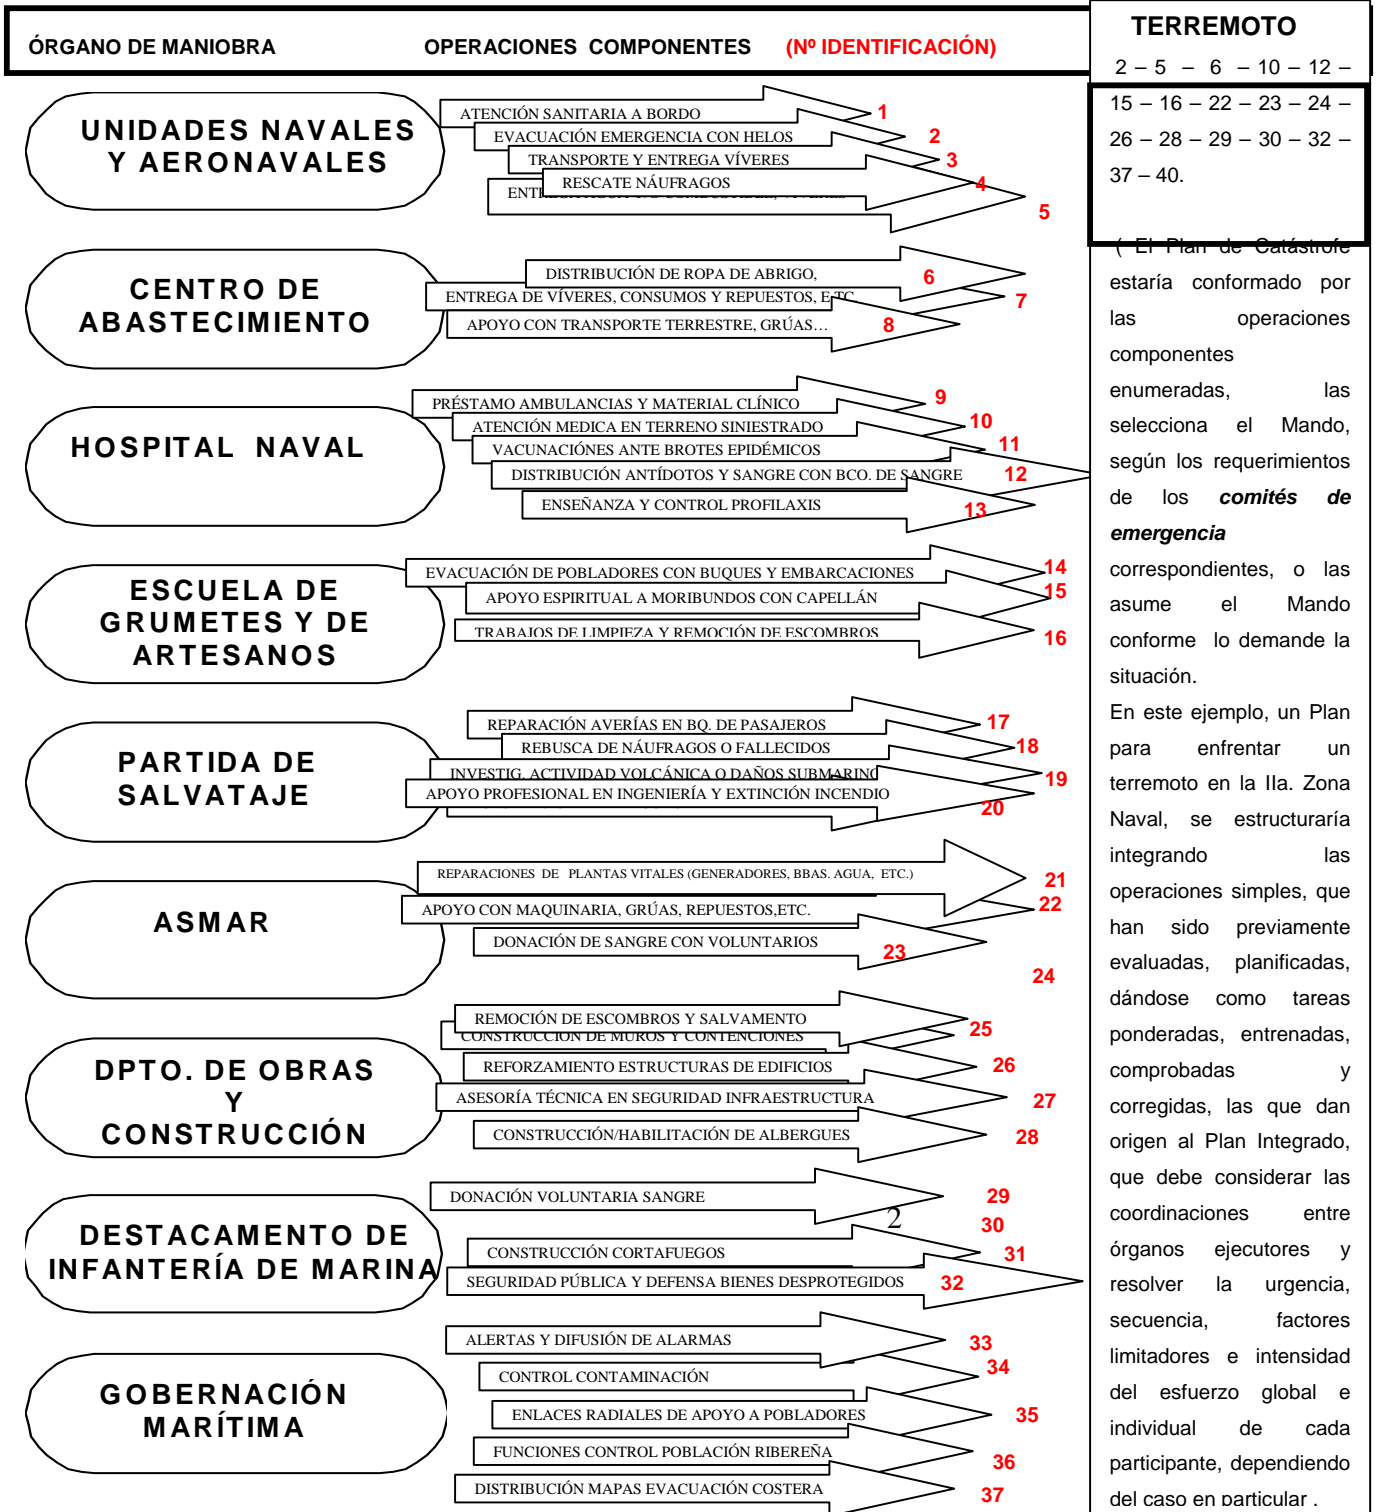 ÓRGANO DE MANIOBRA OPERACIONES COMPONENTES (Nº IDENTIFICACIÓN)
UNIDADES NAVALES
Y AERONAVALES
ATENCIÓN SANITARIA A BORDO 1
EVACUACIÓN EMERGENCIA CON HELOS 2
TRANSPORTE Y ENTREGA VÍVERES 3
RESCATE NÁUFRAGOS 4
5
CENTRO DE
ABASTECIMIENTO
DISTRIBUCIÓN DE ROPA DE ABRIGO, 6
ENTREGA DE VÍVERES, CONSUMOS Y REPUESTOS, ETC 7
APOYO CON TRANSPORTE TERRESTRE, GRÚAS... 8
HOSPITAL NAVAL
PRÉSTAMO AMBULANCIAS Y MATERIAL CLÍNICO 9
ATENCIÓN MEDICA EN TERRENO SINIESTRADO 10
VACUNACIÓNES ANTE BROTES EPIDÉMICOS 11
DISTRIBUCIÓN ANTÍDOTOS Y SANGRE CON BCO. DE SANGRE 12
ENSEÑANZA Y CONTROL PROFILAXIS 13
ESCUELA DE
GRUMETES Y DE
ARTESANOS
EVACUACIÓN DE POBLADORES CON BUQUES Y EMBARCACIONES 14
APOYO ESPIRITUAL A MORIBUNDOS CON CAPELLÁN 15
TRABAJOS DE LIMPIEZA Y REMOCIÓN DE ESCOMBROS 16
PARTIDA DE
SALVATAJE
REPARACIÓN AVERÍAS EN BQ. DE PASAJEROS 17
REBUSCA DE NÁUFRAGOS O FALLECIDOS 18
INVESTIG. ACTIVIDAD VOLCÁNICA O DAÑOS SUBMARINO 19
APOYO PROFESIONAL EN INGENIERÍA Y EXTINCIÓN INCENDIO 20
ASMAR
REPARACIONES DE PLANTAS VITALES (GENERADORES, BBAS. AGUA, ETC.) 21
APOYO CON MAQUINARIA, GRÚAS, REPUESTOS,ETC. 22
DONACIÓN DE SANGRE CON VOLUNTARIOS 23
24
DPTO. DE OBRAS
Y
CONSTRUCCIÓN
REMOCIÓN DE ESCOMBROS Y SALVAMENTO 25
CONSTRUCCIÓN DE MUROS Y CONTENCIONES
REFORZAMIENTO ESTRUCTURAS DE EDIFICIOS 26
ASESORÍA TÉCNICA EN SEGURIDAD INFRAESTRUCTURA 27
CONSTRUCCIÓN/HABILITACIÓN DE ALBERGUES 28
DESTACAMENTO DE
INFANTERÍA DE MARINA
DONACIÓN VOLUNTARIA SANGRE 29
2
30
CONSTRUCCIÓN CORTAFUEGOS 31
SEGURIDAD PÚBLICA Y DEFENSA BIENES DESPROTEGIDOS 32
GOBERNACIÓN
MARÍTIMA
ALERTAS Y DIFUSIÓN DE ALARMAS 33
CONTROL CONTAMINACIÓN 34
ENLACES RADIALES DE APOYO A POBLADORES 35
FUNCIONES CONTROL POBLACIÓN RIBEREÑA 36
DISTRIBUCIÓN MAPAS EVACUACIÓN COSTERA 37
TERREMOTO
2 – 5 – 6 – 10 – 12 –
15 – 16 – 22 – 23 – 24 –
26 – 28 – 29 – 30 – 32 –
37 – 40.
( El Plan de Catástrofe
estaría conformado por
las operaciones
componentes
enumeradas, las
selecciona el Mando,
según los requerimientos
de los comités de
emergencia
correspondientes, o las
asume el Mando
conforme lo demande la
situación.
En este ejemplo, un Plan
para enfrentar un
terremoto en la IIa. Zona
Naval, se estructuraría
integrando las
operaciones simples, que
han sido previamente
evaluadas, planificadas,
dándose como tareas
ponderadas, entrenadas,
comprobadas y
corregidas, las que dan
origen al Plan Integrado,
que debe considerar las
coordinaciones entre
órganos ejecutores y
resolver la urgencia,
secuencia, factores
limitadores e intensidad
del esfuerzo global e
individual de cada
participante, dependiendo
del caso en particular .